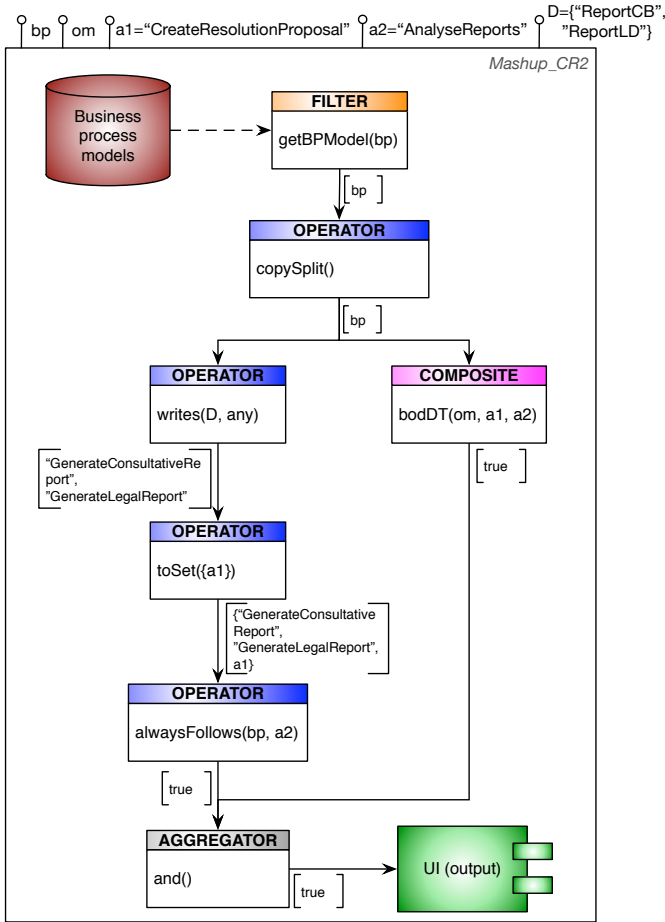 bp
om
a1=“CreateResolutionProposal”
a2=“AnalyseReports”
D={“ReportCB”,
”ReportLD”}
Mashup_CR2
Business
process
models
FILTER
getBPModel(bp)
bp
OPERATOR
copySplit()
bp
OPERATOR
writes(D, any)
COMPOSITE
bodDT(om, a1, a2)
“GenerateConsultativeRe
port”,
”GenerateLegalReport”
true
OPERATOR
toSet({a1})
{“GenerateConsultative
Report”,
”GenerateLegalReport”,
a1}
OPERATOR
alwaysFollows(bp, a2)
true
AGGREGATOR
and()
true
UI (output)